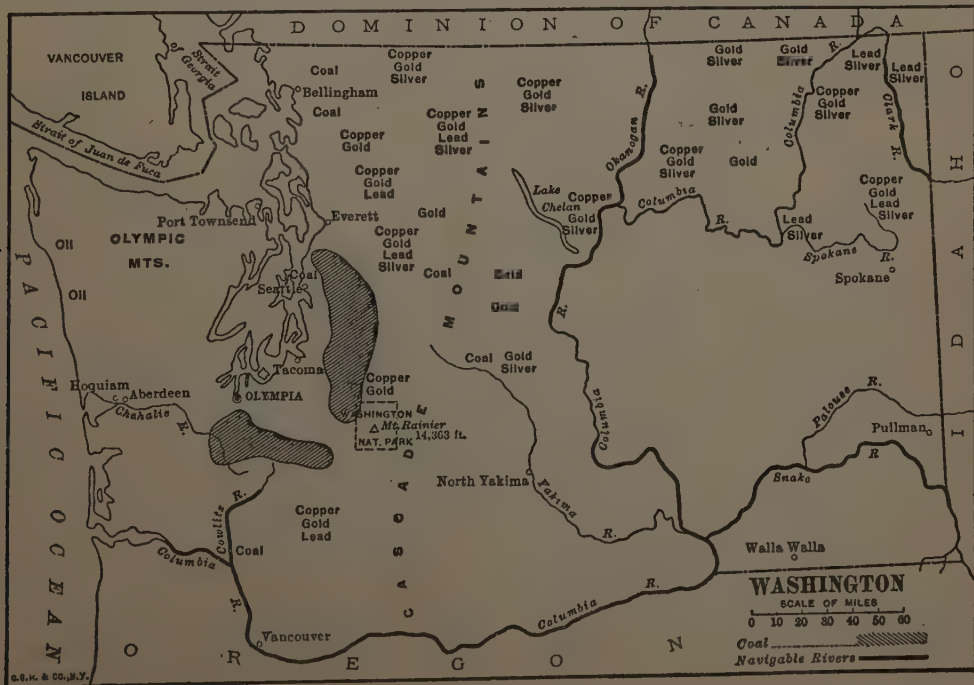 DOMINION OF CANADA
VANCOUVER
ISLAND
Strait of Georgia
Strait of Juan de Fuca
Coal
Bellingham
Coal
Copper
Gold
Silver
Copper
Gold
Silver
Copper
Gold
Lead
Silver
Copper
Gold
Copper
Gold
Lead
Gold
Copper
Gold
Lead
Silver
Coal
Gold
Silver
Gold
Gold
Silver
Copper
Gold
Silver
Gold
Columbia R.
Lead
Silver
Lead
Silver
Copper
Gold
Silver
Clark R.
Copper
Gold
Lead
Silver
Okanogan R.
Lake
Chelan
Copper
Gold
Silver
Columbia R.
Lead
Silver
Spokane R.
Spokane
Port Townsend
Everett
OLYMPIC
MTS.
Oil
Oil
Coal
Seattle
Tacoma
OLYMPIA
Hoquiam
Aberdeen
Chehalis R.
Copper
Gold
WASHINGTON
Mt. Rainier
14,363 ft.
NAT. PARK
Coal
Gold
Silver
CASCADE MOUNTAINS
North Yakima
Yakima R.
R.
Columbia
Palouse R.
Pullman
Snake R
Walla Walla
Copper
Gold
Lead
Cowlitz R.
Coal
Columbia R.
Vancouver
Columbia R.
PACIFIC OCEAN
OREGON
IDAHO
WASHINGTON
SCALE OF MILES
0 10 20 30 40 50 60
Coal
Navigable Rivers
G.S.H. & CO., N.Y.